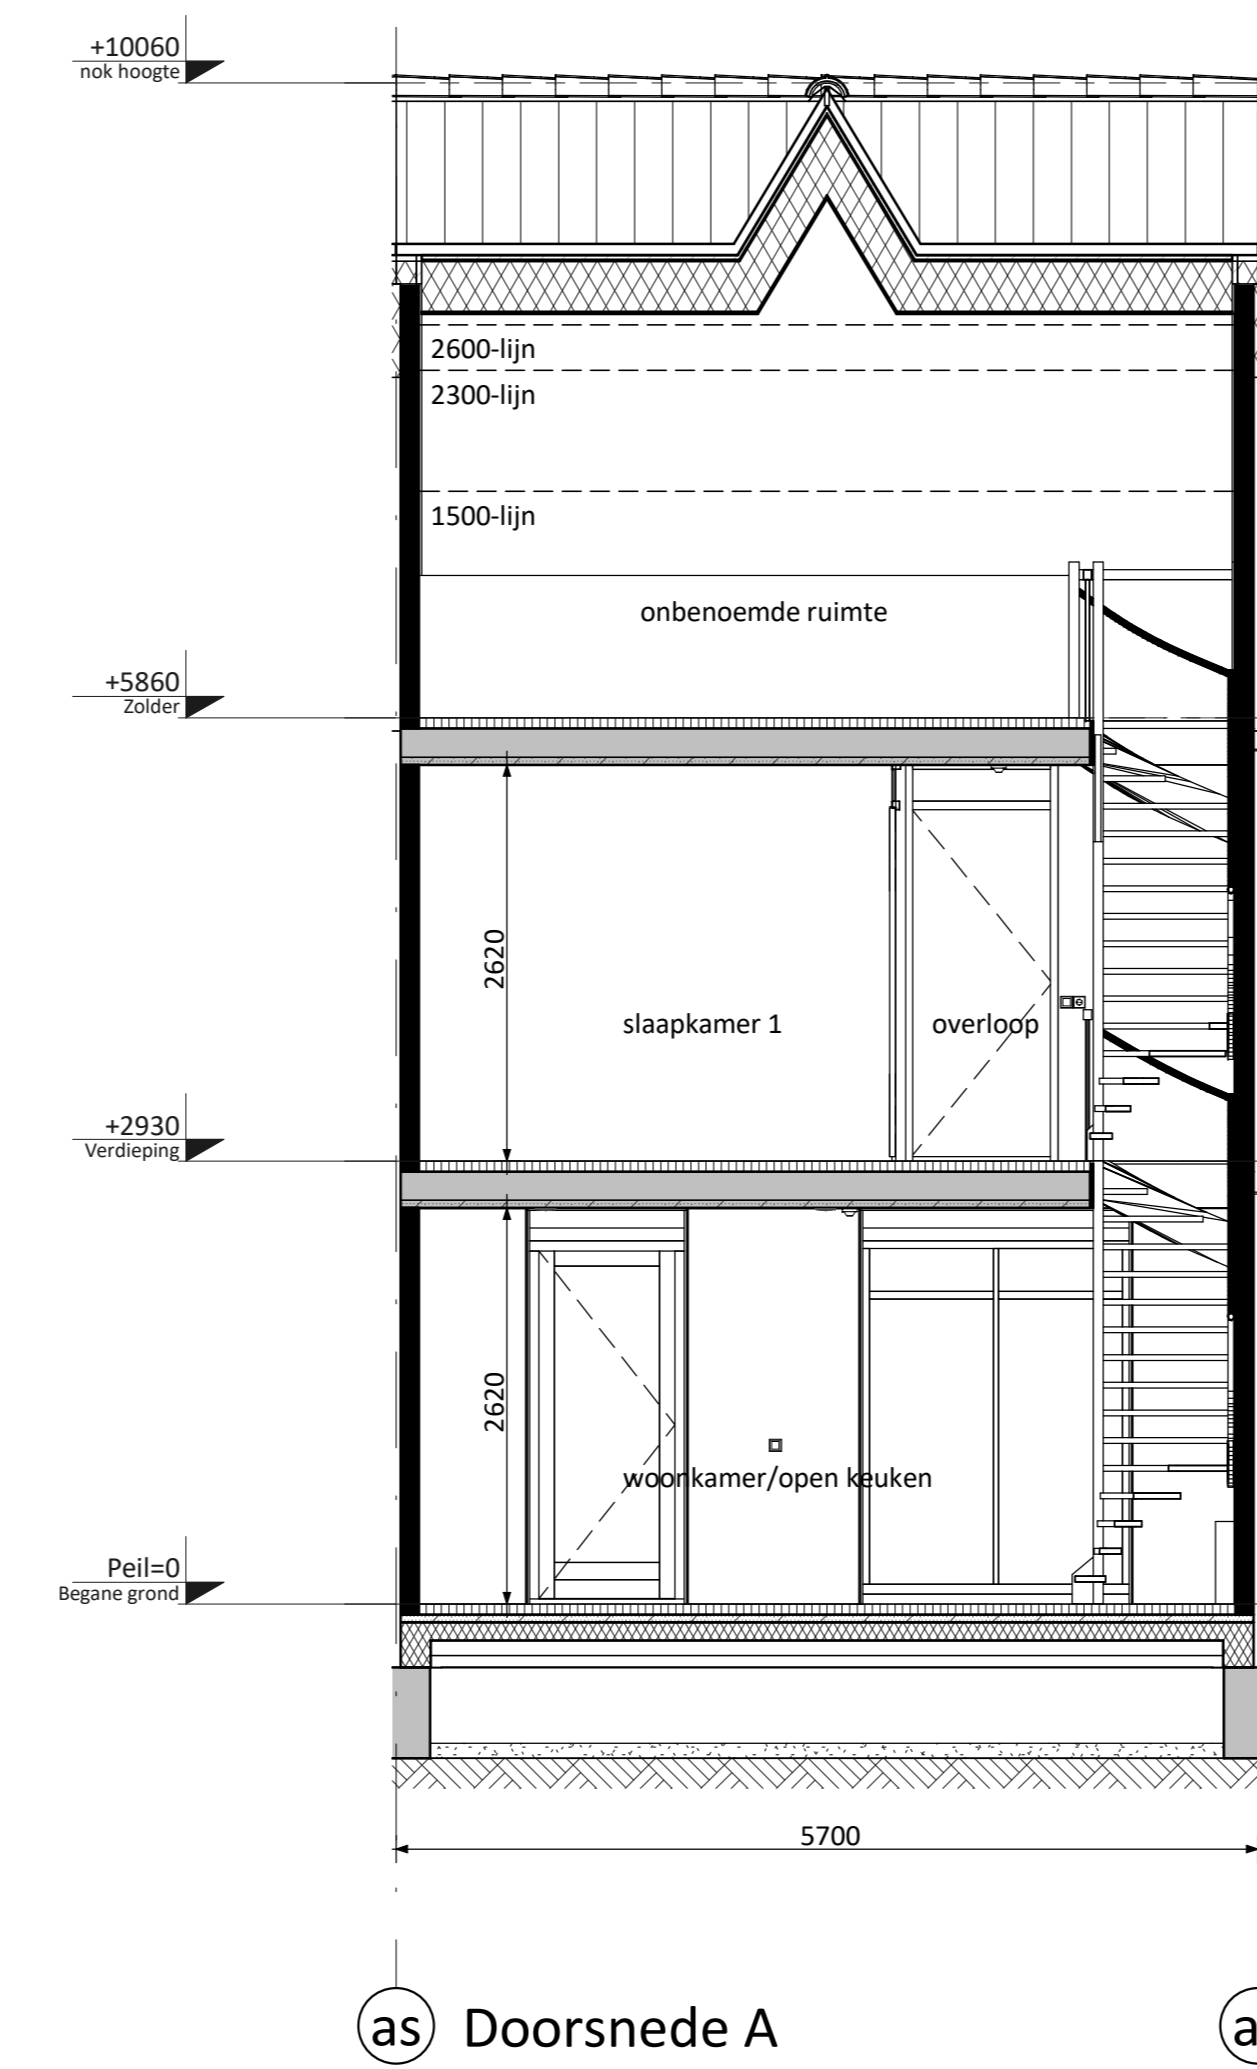 +10060
nok hoogte
2600-lijn
2300-lijn
1500-lijn
onbenoemde ruimte
+5860
Zolder
2620
slaapkamer 1
overloop
+2930
Verdieping
2620
woonkamer/open keuken
Peil=0
Begane grond
5700
as
Doorsnede A
a